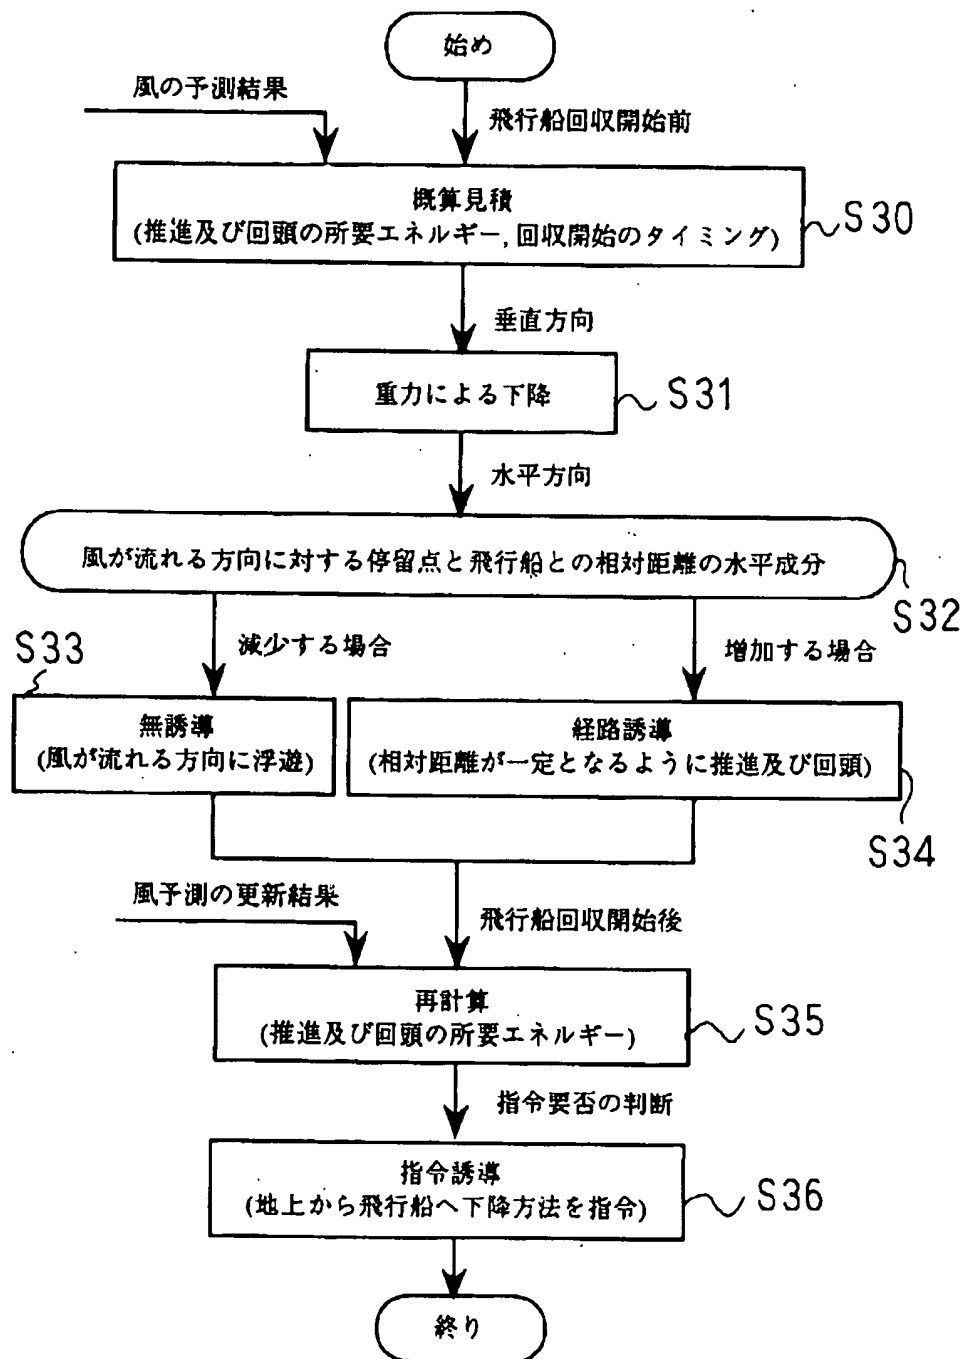 始め
風の予測結果
飛行船回収開始前
概算見積
(推進及び回頭の所要エネルギー,回収開始のタイミング)
S30
垂直方向
重力による下降
S31
水平方向
風が流れる方向に対する停留点と飛行船との相対距離の水平成分
S32
減少する場合
増加する場合
S33
無誘導
(風が流れる方向に浮遊)
経路誘導
(相対距離が一定となるように推進及び回頭)
S34
風予測の更新結果
飛行船回収開始後
再計算
(推進及び回頭の所要エネルギー)
S35
指令要否の判断
指令誘導
(地上から飛行船へ下降方法を指令)
S36
終り